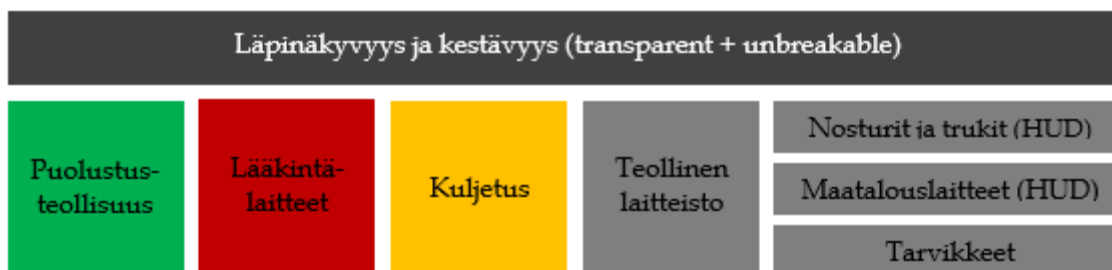 Läpinäkyvyys ja kestävyys (transparent + unbreakable)
Puolustus-
teollisuus
Lääkintä-
laitteet
Kuljetus
Teollinen
laitteisto
Nosturit ja trukit (HUD)
Maatalouslaitteet (HUD)
Tarvikkeet